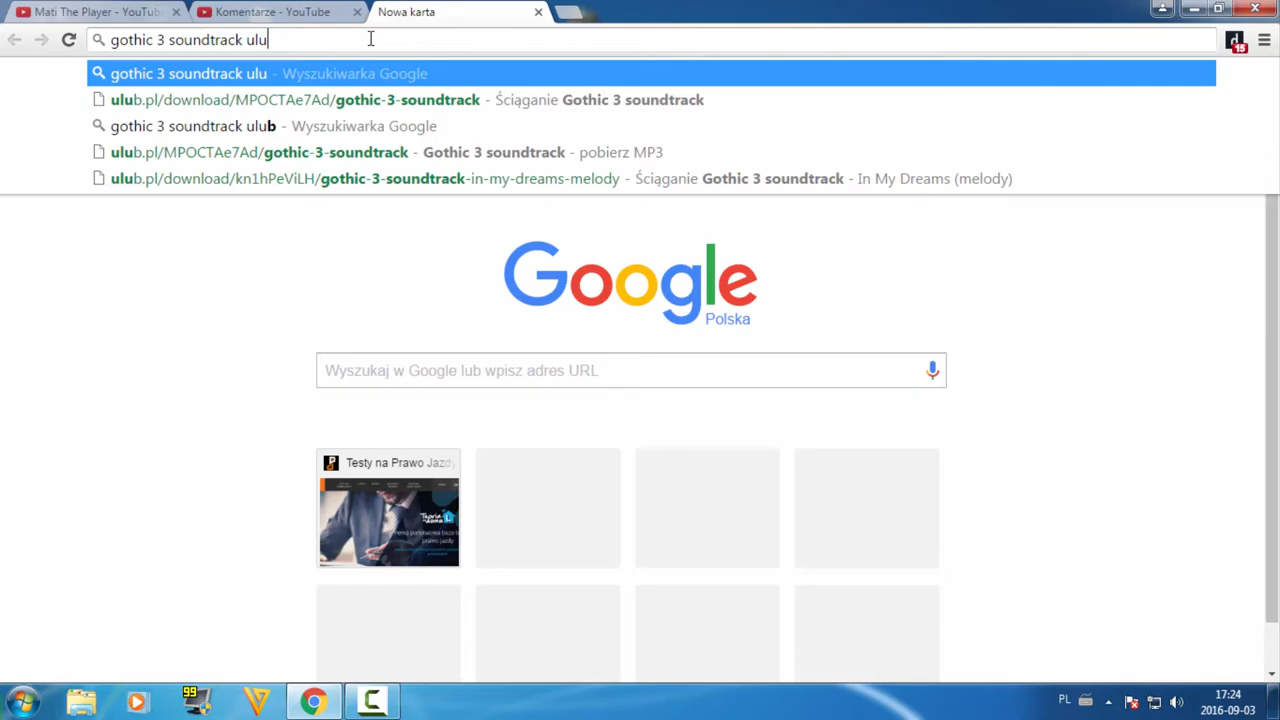 Mati The Player - YouTub
Komentarze - YouTube
Nowa karta
gothic 3 soundtrack ulu
15
gothic 3 soundtrack ulu - Wyszukiwarka Google
ulub.pl/download/MPOCTAe7Ad/gothic-3-soundtrack - Ściąganie Gothic 3 soundtrack
gothic 3 soundtrack ulub - Wyszukiwarka Google
ulub.pl/MPOCTAe7Ad/gothic-3-soundtrack - Gothic 3 soundtrack - pobierz MP3
ulub.pl/download/kn1hPeViLH/gothic-3-soundtrack-in-my-dreams-melody - Ściąganie Gothic 3 soundtrack - In My Dreams (melody)
Google
Polska
Wyszukaj w Google lub wpisz adres URL
Testy na Prawo Jazdy
99
PL
17:24
2016-09-03